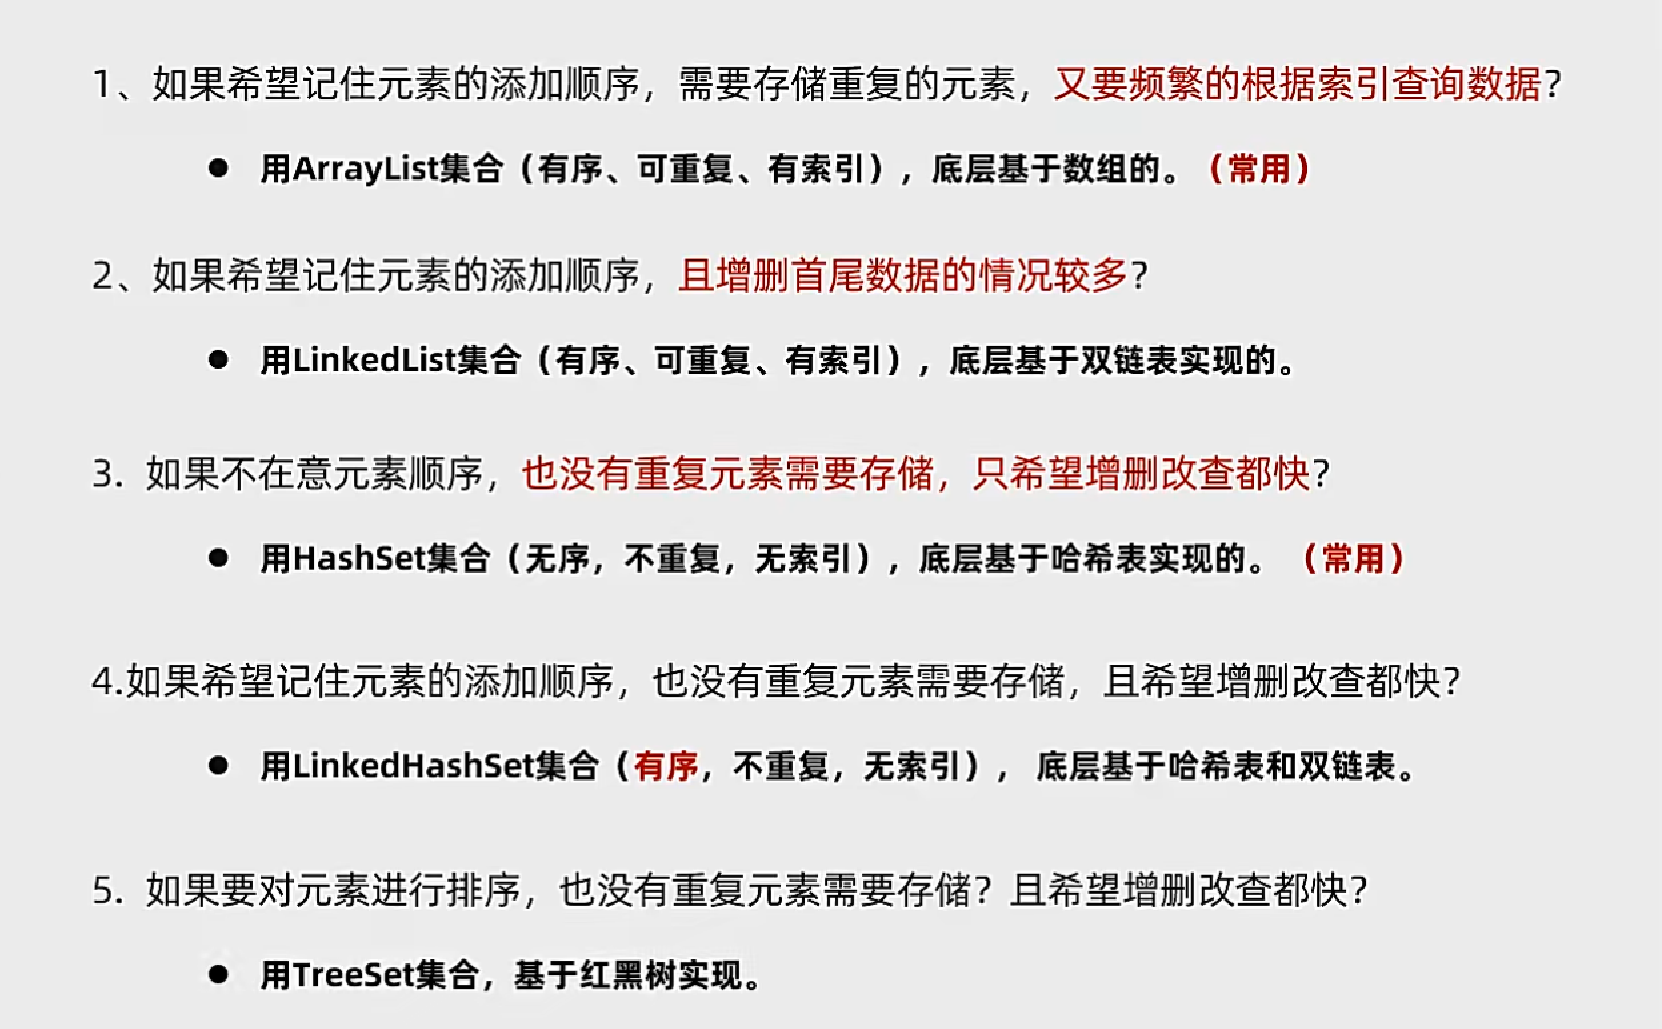 1、如果希望记住元素的添加顺序，需要存储重复的元素，又要频繁的根据索引查询数据？
● 用ArrayList集合（有序、可重复、有索引），底层基于数组的。（常用）
2、如果希望记住元素的添加顺序，且增删首尾数据的情况较多？
● 用LinkedList集合（有序、可重复、有索引），底层基于双链表实现的。
3. 如果不在意元素顺序，也没有重复元素需要存储，只希望增删改查都快？
● 用HashSet集合（无序，不重复，无索引），底层基于哈希表实现的。（常用）
4.如果希望记住元素的添加顺序，也没有重复元素需要存储，且希望增删改查都快？
● 用LinkedHashSet集合（有序，不重复，无索引），底层基于哈希表和双链表。
5. 如果要对元素进行排序，也没有重复元素需要存储？且希望增删改查都快？
● 用TreeSet集合，基于红黑树实现。